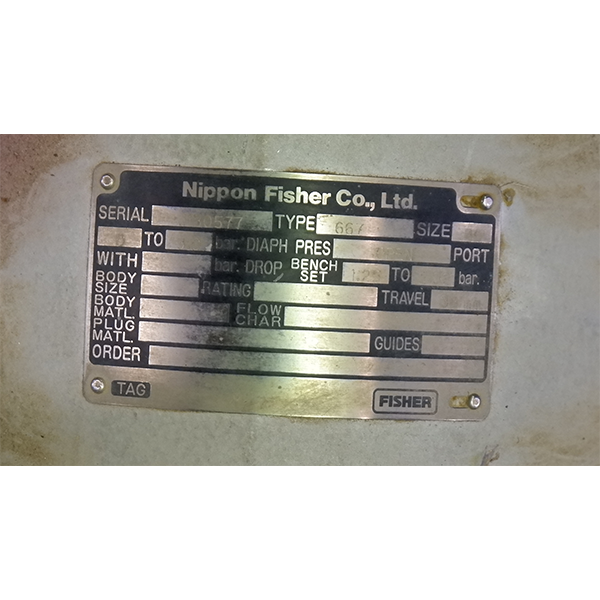 Nippon Fisher Co., Ltd.
SERIAL TYPE 667 SIZE
TO bar. DIAPH PRES PORT
WITH bar. DROP BENCH SET TO bar.
BODY SIZE RATING TRAVEL
BODY MATL. FLOW CHAR
PLUG MATL. GUIDES
ORDER
TAG FISHER